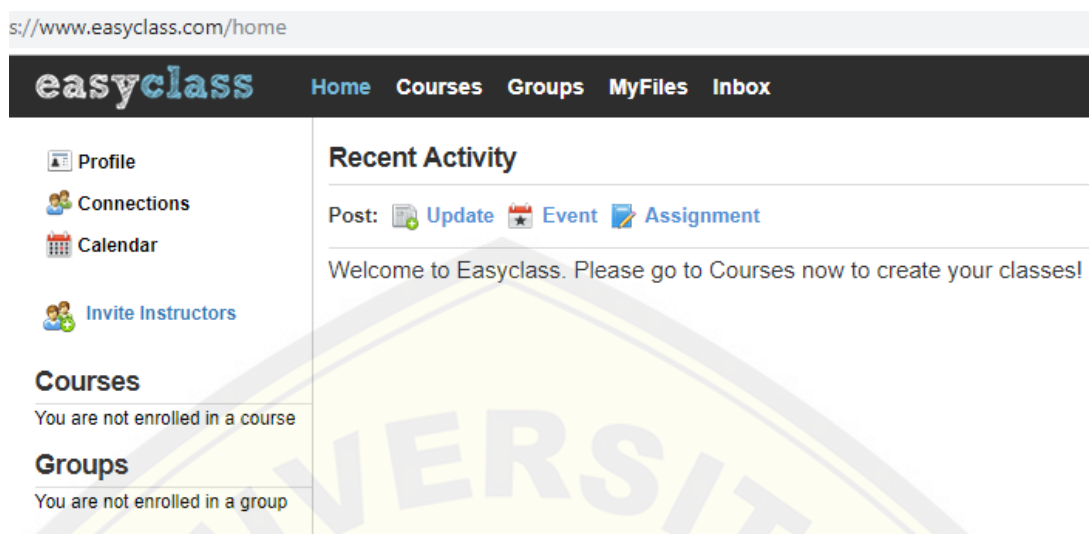 s://www.easyclass.com/home
easyclass Home Courses Groups MyFiles Inbox
Profile
Connections
Calendar
Invite Instructors
Courses
You are not enrolled in a course
Groups
You are not enrolled in a group
Recent Activity
Post: Update Event Assignment
Welcome to Easyclass. Please go to Courses now to create your classes!
IVERSIT